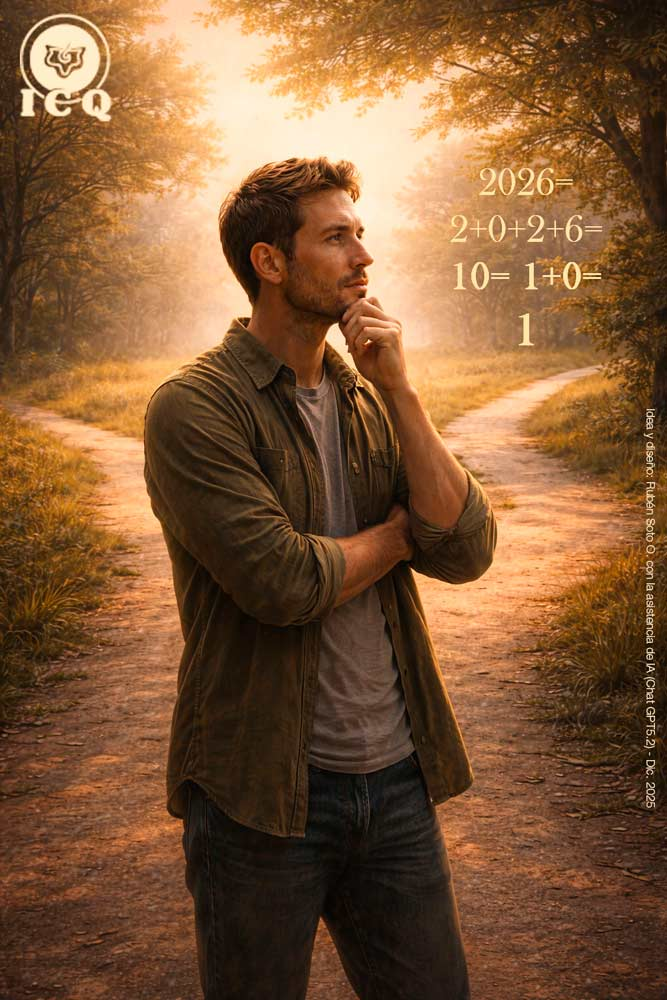 ICQ
2026=
2+0+2+6=
10= 1+0=
1
Idea y diseño: Rubén Soto O. con la asistencia de IA (Chat GPT5.2) - Dic. 2025